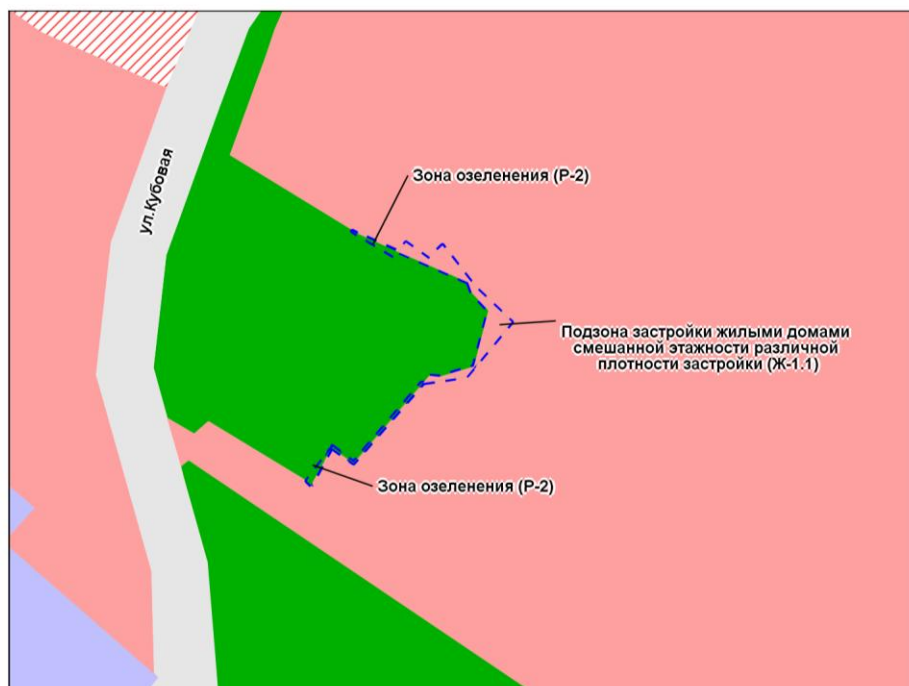 ул.Кубовая
Зона озеленения (Р-2)
Подзона застройки жилыми домами
смешанной этажности различной
плотности застройки (Ж-1.1)
Зона озеленения (Р-2)